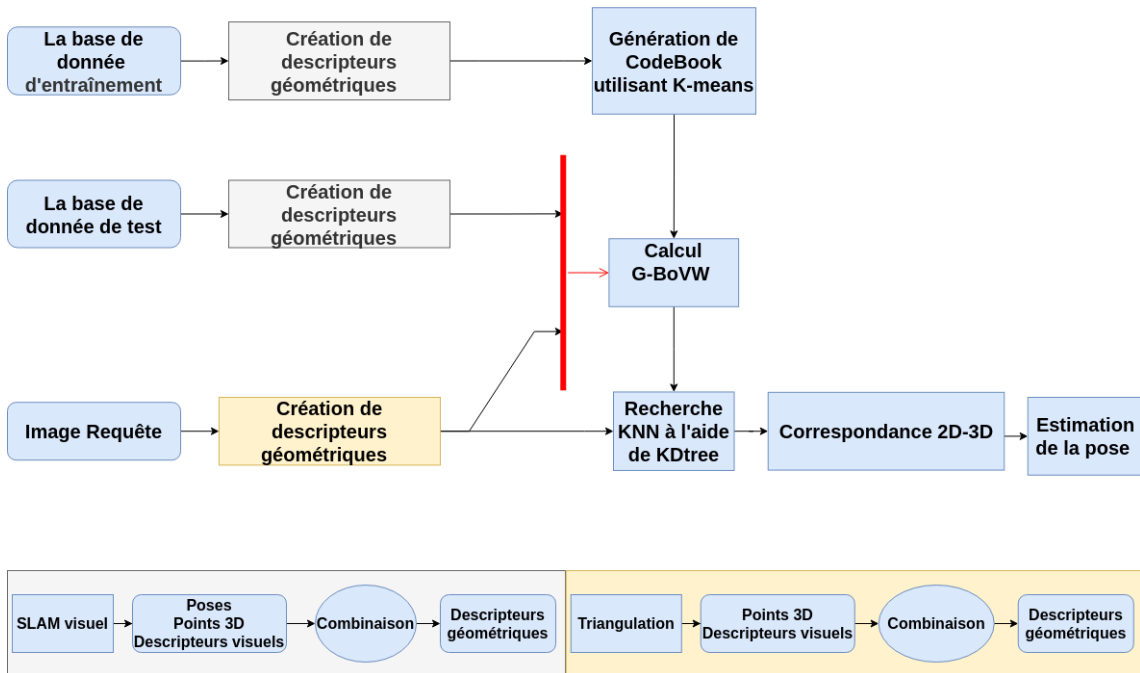 La base de
donnée
d'entraînement
Création de
descripteurs
géométriques
Génération de
CodeBook
utilisant K-means
La base de
donnée de test
Création de
descripteurs
géométriques
Calcul
G-BoVW
Image Requête
Création de
descripteurs
géométriques
Recherche
KNN à l'aide
de KDtree
Correspondance 2D-3D
Estimation
de la pose
SLAM visuel
Poses
Points 3D
Descripteurs visuels
Combinaison
Descripteurs
géométriques
Triangulation
Points 3D
Descripteurs visuels
Combinaison
Descripteurs
géométriques